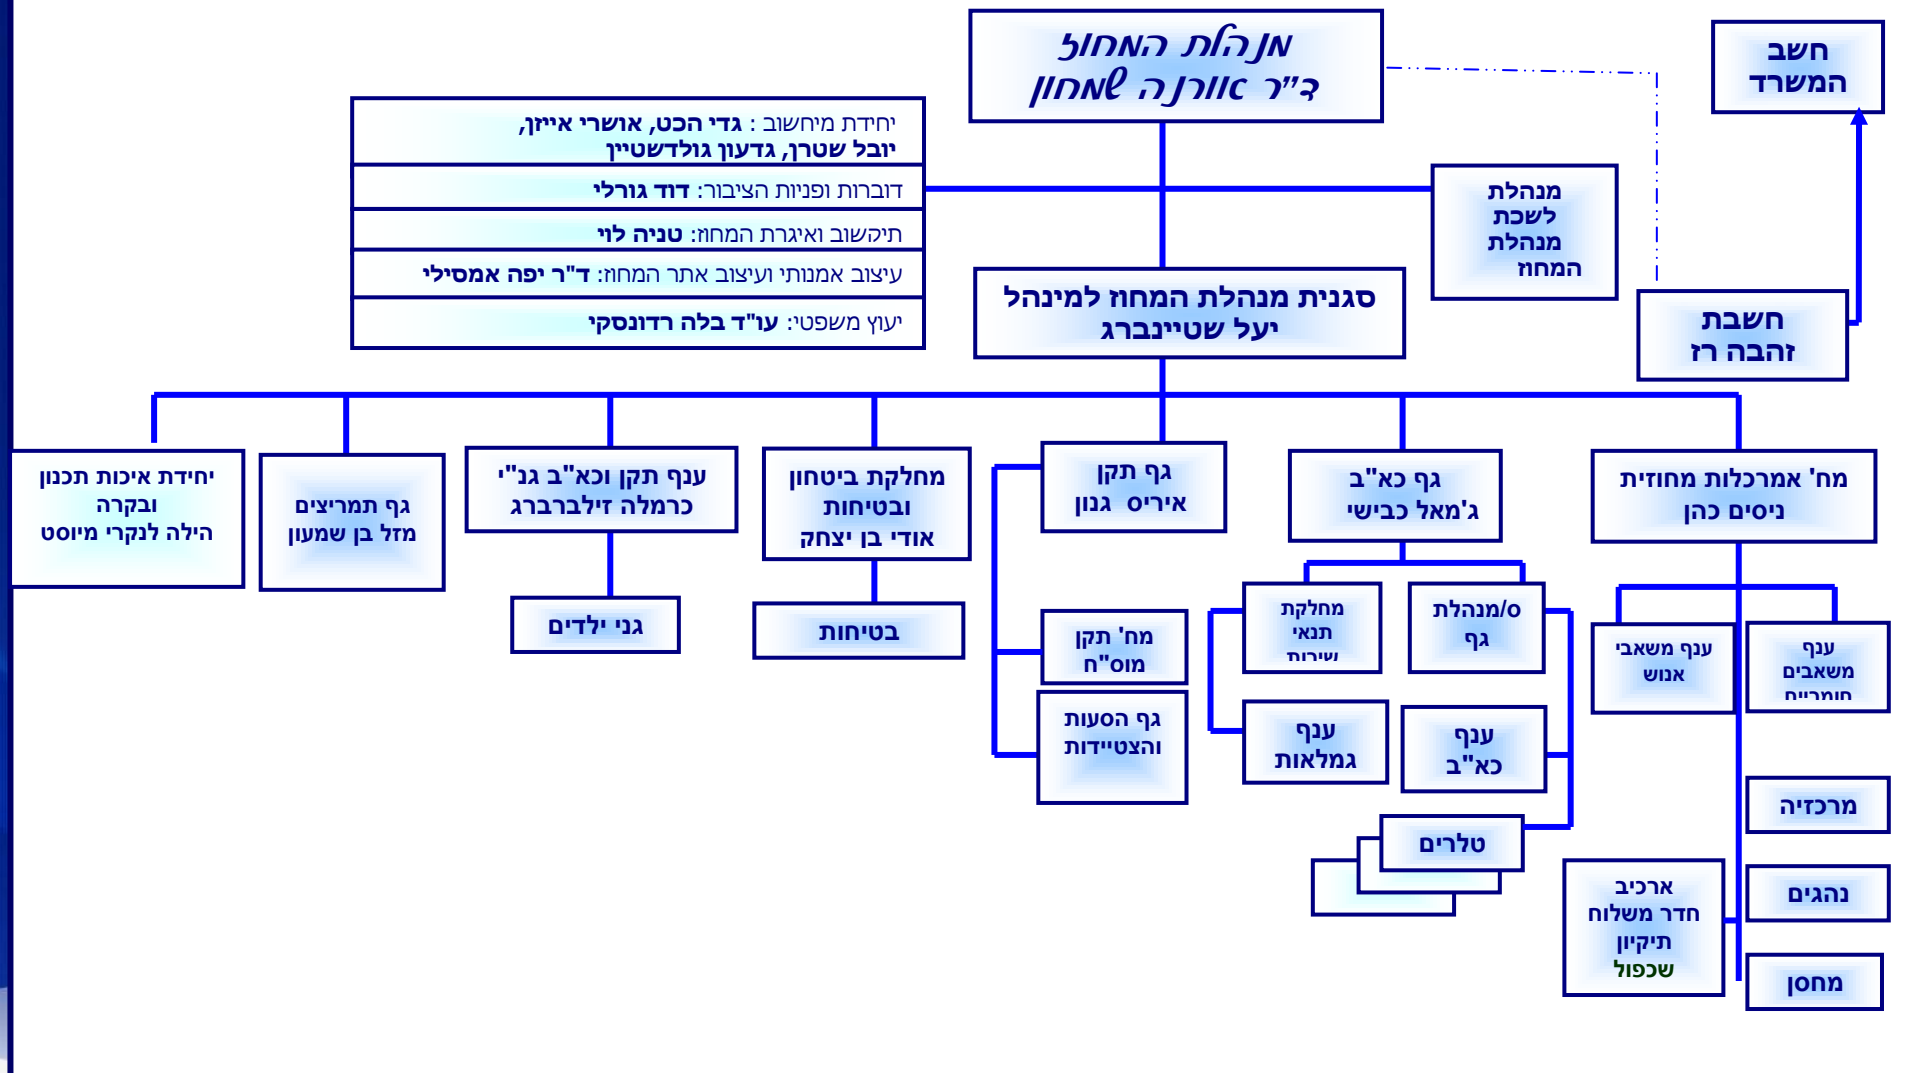 מנהלת המחוז
ד"ר אורנה שמחון
חשב
המשרד
יחידת מיחשוב : גדי הכט, אושרי אייזן,
יובל שטרן, גדעון גולדשטיין
דוברות ופניות הציבור: דוד גורלי
תיקשוב ואיגרת המחוז: טניה לוי
עיצוב אמנותי ועיצוב אתר המחוז: ד"ר יפה אמסילי
יעוץ משפטי: עו"ד בלה רדונסקי
מנהלת
לשכת
מנהלת
המחוז
סגנית מנהלת המחוז למינהל
יעל שטיינברג
חשבת
זהבה רז
מח' אמרכלות מחוזית
ניסים כהן
גף כא"ב
ג'מאל כבישי
גף תקן
איריס גנון
מחלקת ביטחון
ובטיחות
אודי בן יצחק
ענף תקן וכא"ב גנ"י
כרמלה זילברברג
גף תמריצים
מזל בן שמעון
יחידת איכות תכנון
ובקרה
הילה לנקרי מיוסט
ענף
משאבים
חומריים
ענף משאבי
אנוש
ס/מנהלת
גף
מחלקת
תנאי
שירות
מח' תקן
מוס"ח
בטיחות
גני ילדים
ענף
כא"ב
ענף
גמלאות
גף הסעות
והצטיידות
מרכזיה
טלרים
נהגים
ארכיב
חדר משלוח
תיקיון
שכפול
מחסן